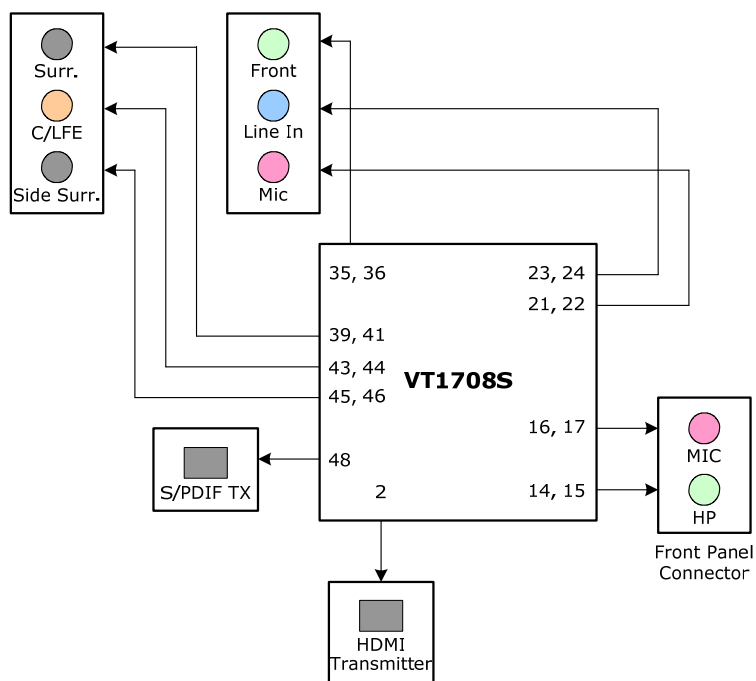 Surr.
C/LFE
Side Surr.
Front
Line In
Mic
35, 36
23, 24
21, 22
39, 41
43, 44
45, 46
VT1708S
16, 17
48
2
14, 15
S/PDIF TX
MIC
HP
Front Panel
Connector
HDMI
Transmitter